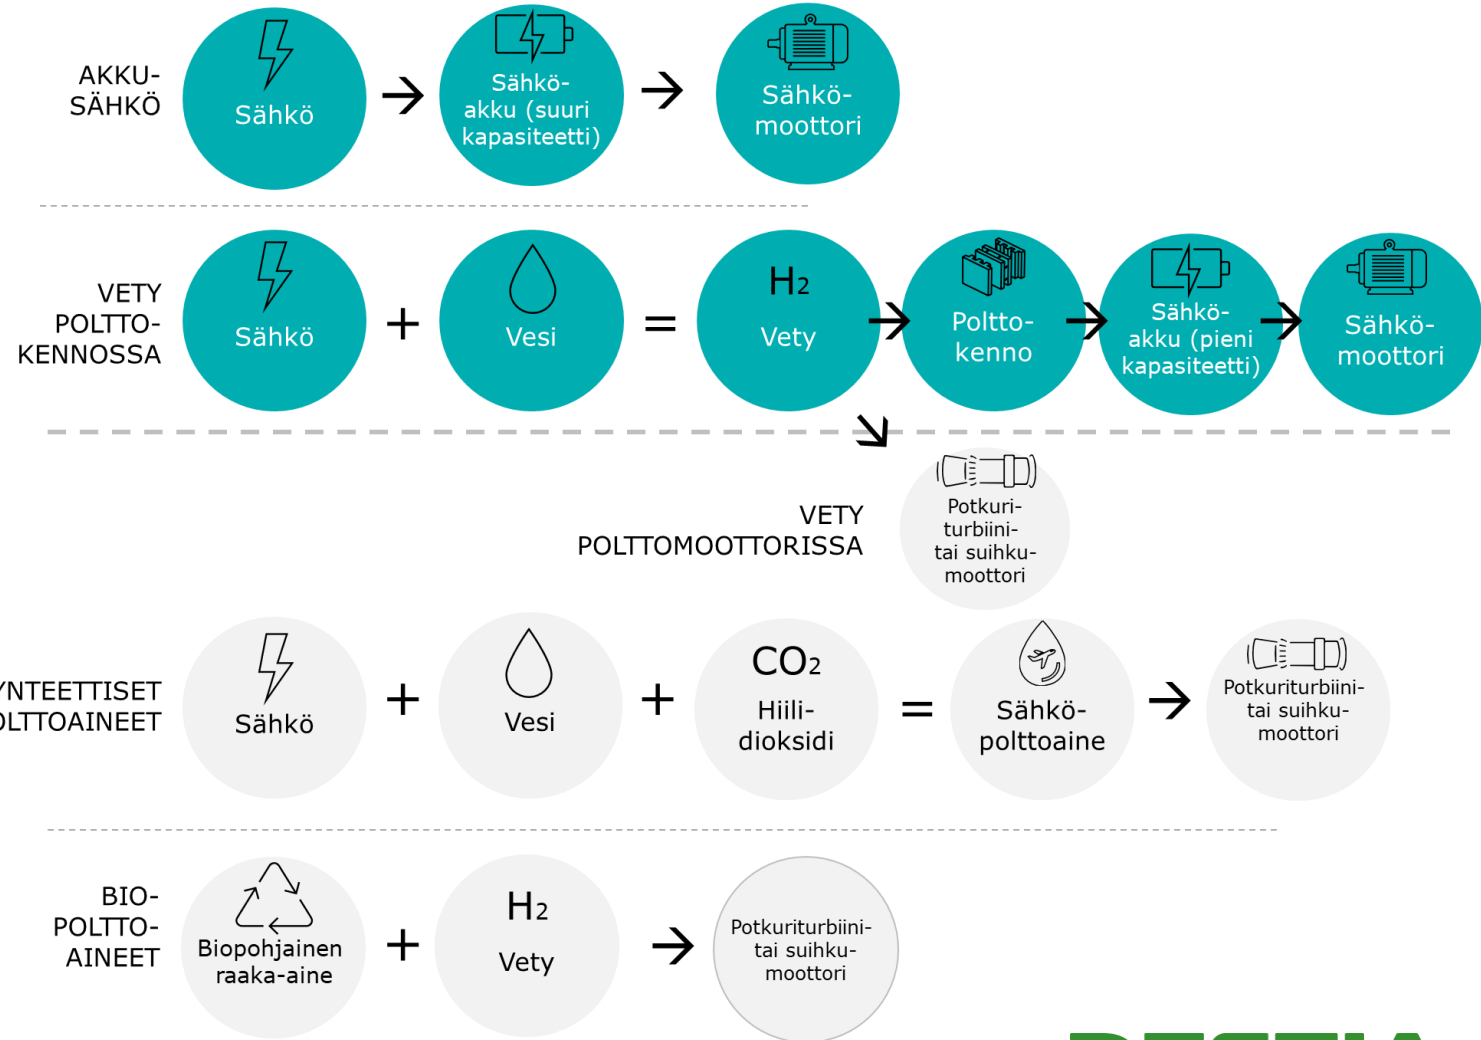 AKKU-
SÄHKÖ
Sähkö
Sähkö-
akku (suuri
kapasiteetti)
Sähkö-
moottori
VETY
POLTTO-
KENNOSSA
Sähkö
+
Vesi
=
H2
Vety
Poltto-
kenno
Sähkö-
akku (pieni
kapasiteetti)
Sähkö-
moottori
VETY
POLTTOMOOTTORISSA
Potkuri-
turbiini-
tai suihku-
moottori
YNTEETTISET
OLTTOAINEET
Sähkö
+
Vesi
+
CO2
Hiili-
dioksidi
=
Sähkö-
polttoaine
Potkuriturbiini-
tai suihku-
moottori
BIO-
POLTTO-
AINEET
Biopohjainen
raaka-aine
+
H2
Vety
Potkuriturbiini-
tai suihku-
moottori